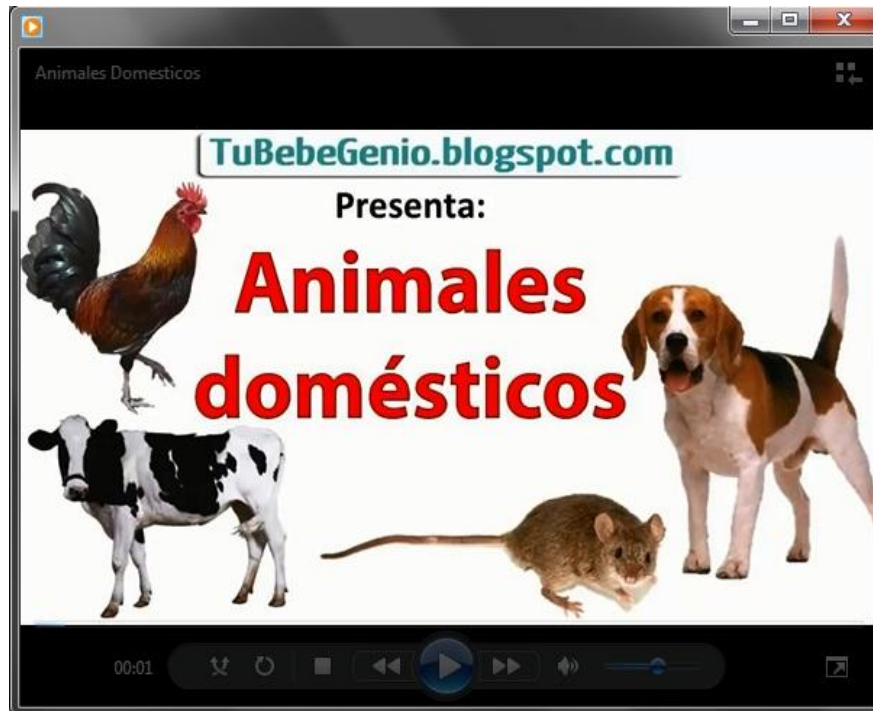 Animales Domesticos
TuBebeGenio.blogspot.com
Presenta:
Animales
domésticos
00:01